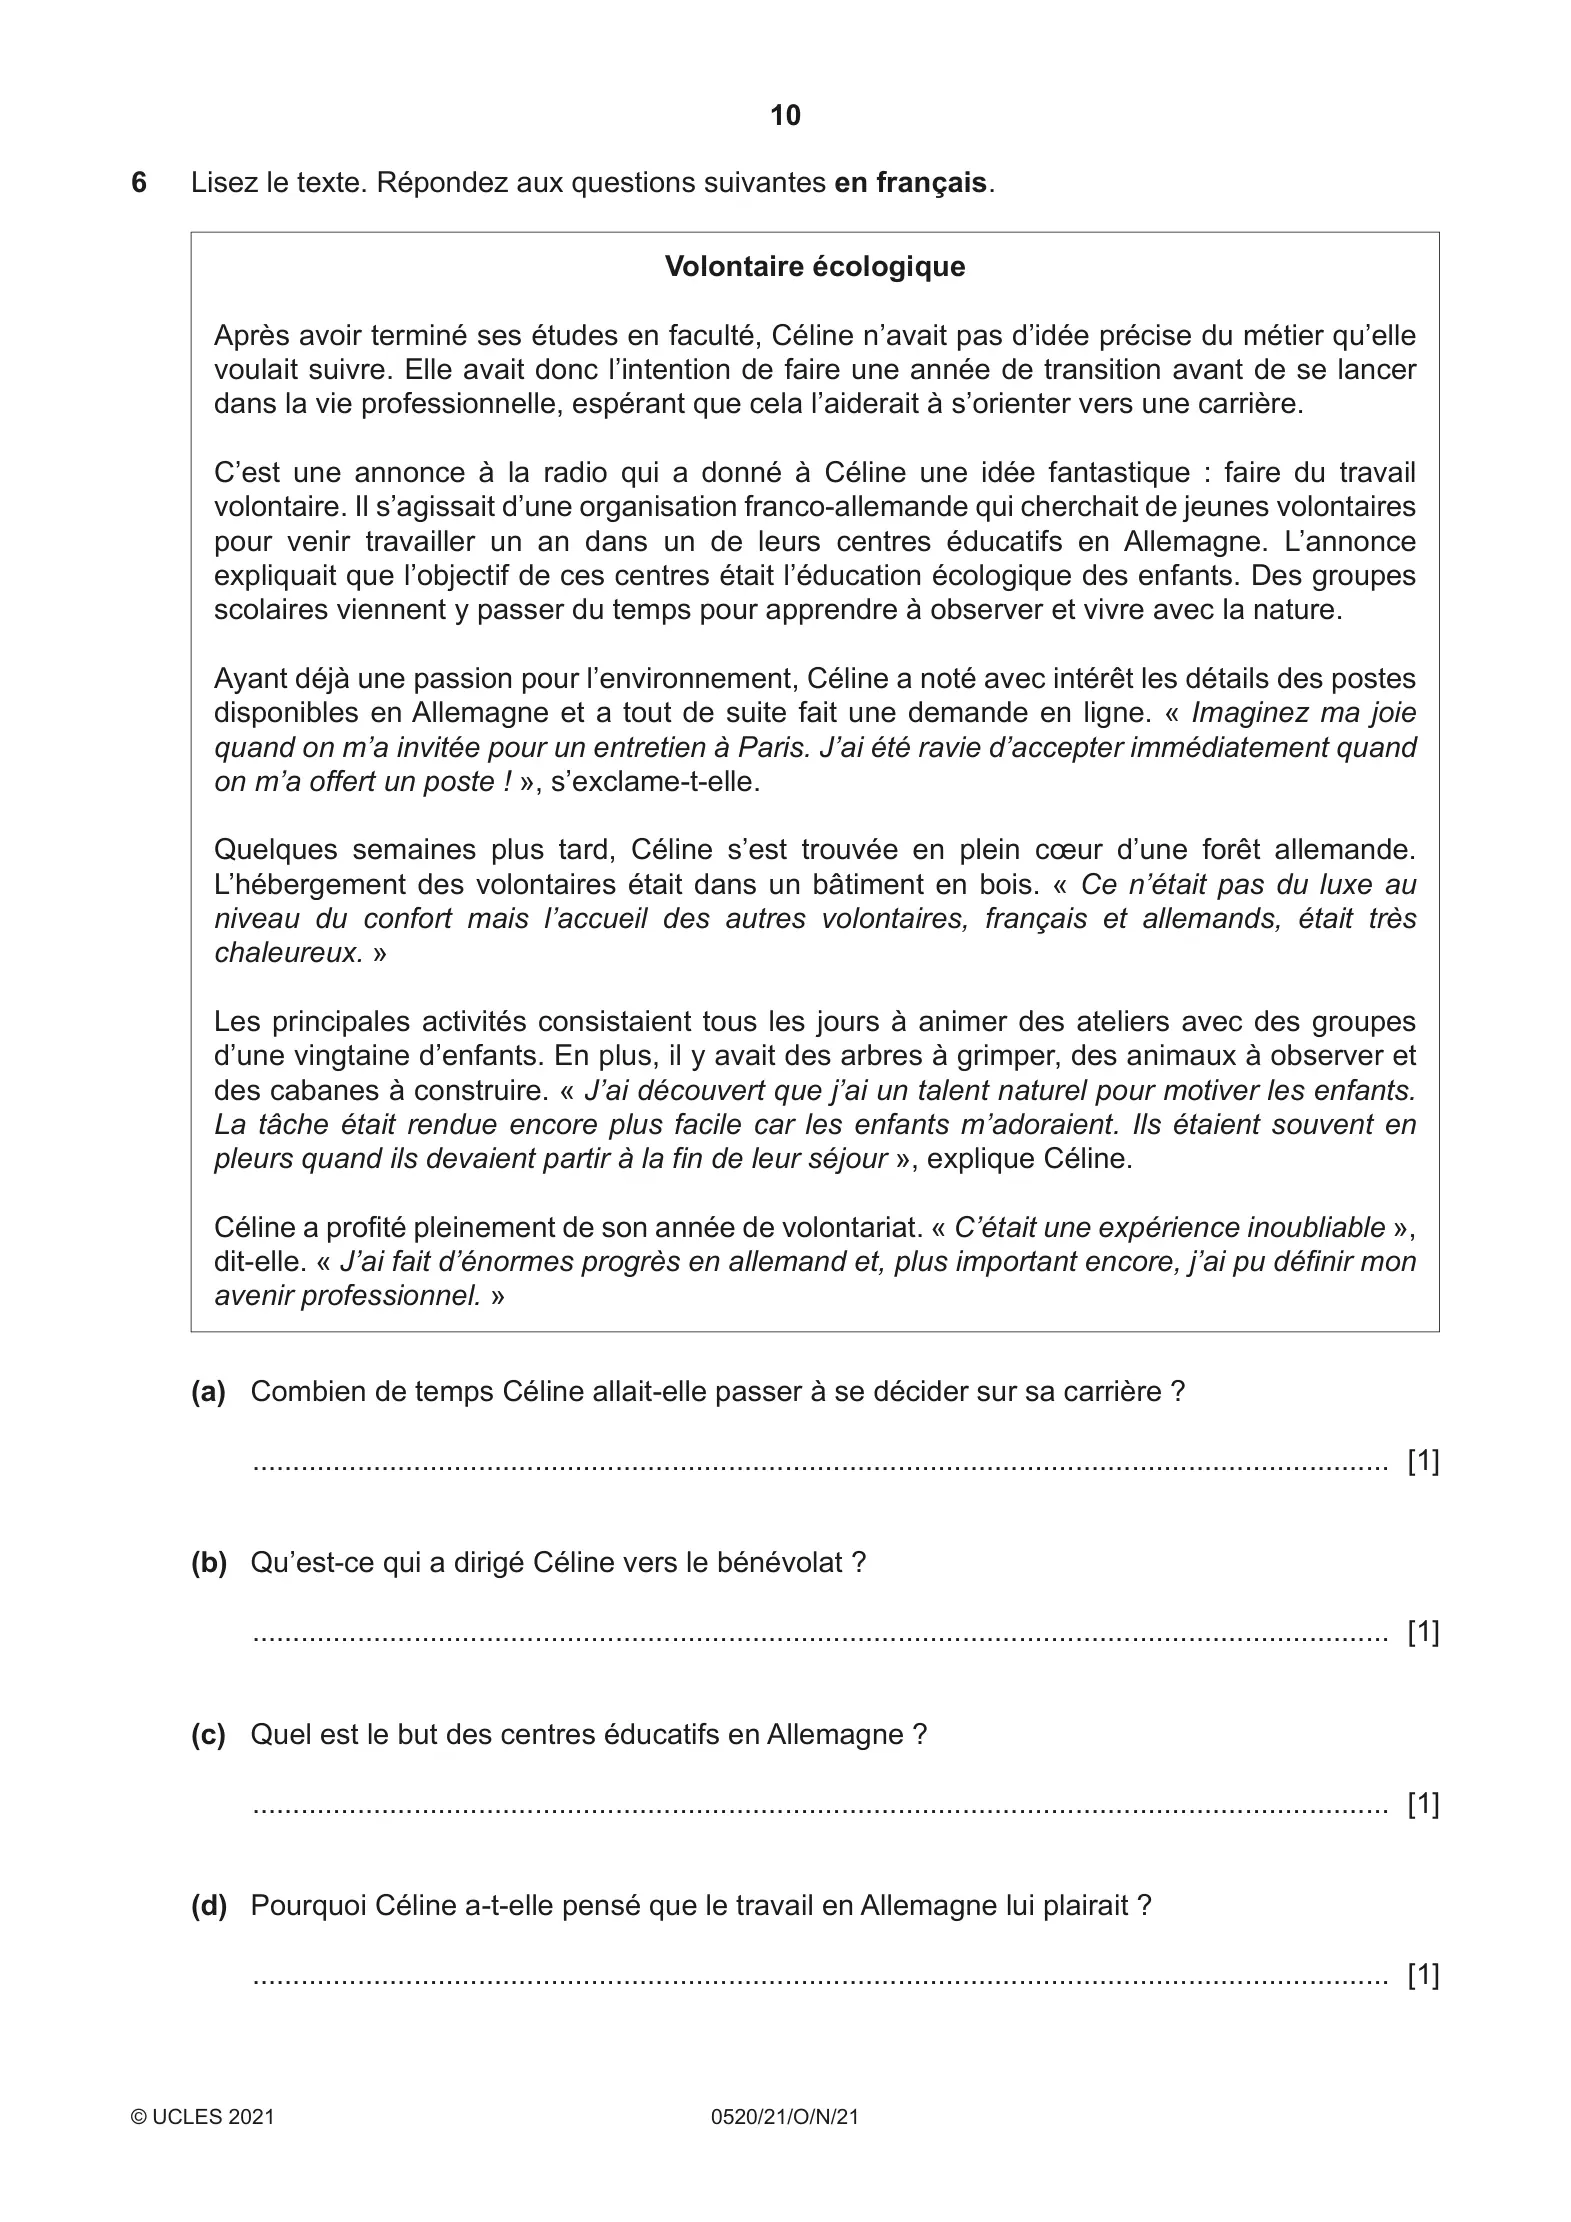 10
6 Lisez le texte. Répondez aux questions suivantes en français.
Volontaire écologique
Après avoir terminé ses études en faculté, Céline n’avait pas d’idée précise du métier qu’elle
voulait suivre. Elle avait donc l’intention de faire une année de transition avant de se lancer
dans la vie professionnelle, espérant que cela l’aiderait à s’orienter vers une carrière.
C’est une annonce à la radio qui a donné à Céline une idée fantastique : faire du travail
volontaire. Il s’agissait d’une organisation franco-allemande qui cherchait de jeunes volontaires
pour venir travailler un an dans un de leurs centres éducatifs en Allemagne. L’annonce
expliquait que l’objectif de ces centres était l’éducation écologique des enfants. Des groupes
scolaires viennent y passer du temps pour apprendre à observer et vivre avec la nature.
Ayant déjà une passion pour l’environnement, Céline a noté avec intérêt les détails des postes
disponibles en Allemagne et a tout de suite fait une demande en ligne. « Imaginez ma joie
quand on m’a invitée pour un entretien à Paris. J’ai été ravie d’accepter immédiatement quand
on m’a offert un poste ! », s’exclame-t-elle.
Quelques semaines plus tard, Céline s’est trouvée en plein cœur d’une forêt allemande.
L’hébergement des volontaires était dans un bâtiment en bois. « Ce n’était pas du luxe au
niveau du confort mais l’accueil des autres volontaires, français et allemands, était très
chaleureux. »
Les principales activités consistaient tous les jours à animer des ateliers avec des groupes
d’une vingtaine d’enfants. En plus, il y avait des arbres à grimper, des animaux à observer et
des cabanes à construire. « J’ai découvert que j’ai un talent naturel pour motiver les enfants.
La tâche était rendue encore plus facile car les enfants m’adoraient. Ils étaient souvent en
pleurs quand ils devaient partir à la fin de leur séjour », explique Céline.
Céline a profité pleinement de son année de volontariat. « C’était une expérience inoubliable »,
dit-elle. « J’ai fait d’énormes progrès en allemand et, plus important encore, j’ai pu définir mon
avenir professionnel. »
(a) Combien de temps Céline allait-elle passer à se décider sur sa carrière ?
[1]
(b) Qu’est-ce qui a dirigé Céline vers le bénévolat ?
[1]
(c) Quel est le but des centres éducatifs en Allemagne ?
[1]
(d) Pourquoi Céline a-t-elle pensé que le travail en Allemagne lui plairait ?
[1]
© UCLES 2021 0520/21/O/N/21